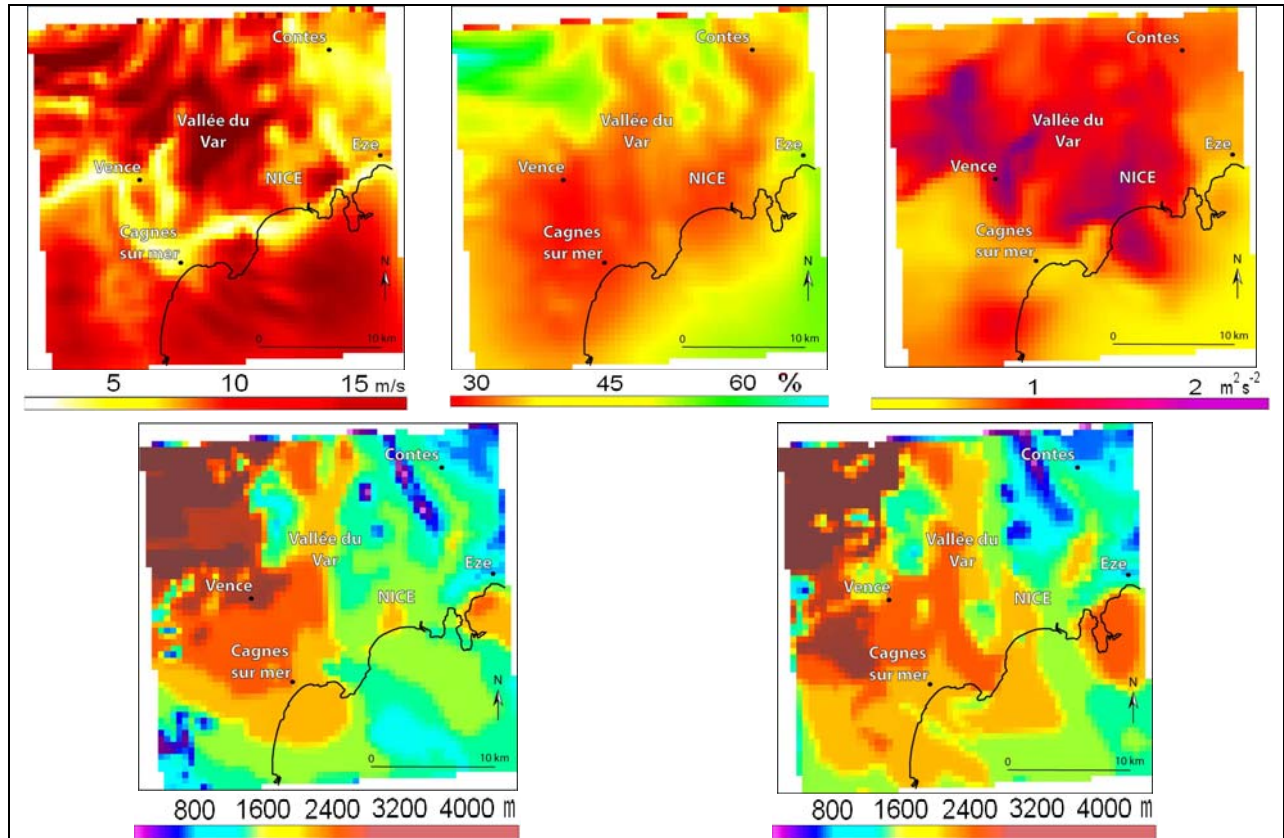 Contes
Vallée du
Var
Vence
Eze
NICE
Cagnes
sur mer
N
0 10 km
5 10 15 m/s
Contes
Vallée du
Var
Vence
Eze
NICE
Cagnes
sur mer
N
0 10 km
30 45 60 %
Contes
Vallée du
Var
Vence
Eze
NICE
Cagnes
sur mer
N
0 10 km
1 2 m²s⁻²
Contes
Vallée du
Var
Vence
Eze
NICE
Cagnes
sur mer
N
0 10 km
800 1600 2400 3200 4000 m
Contes
Vallée du
Var
Vence
Eze
NICE
Cagnes
sur mer
N
0 10 km
800 1600 2400 3200 4000 m